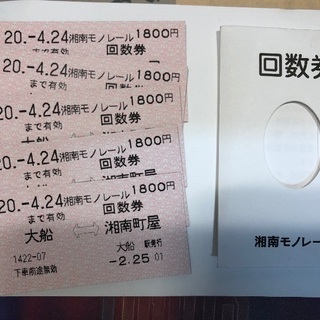 20.-4.24湘南モノレール1800円
まで有効
回数券
20.-4.24湘南モノレール1800円
まで有効
回数券
20.-4.24湘南モノレール1800円
まで有効
回数券
大船
20.-4.24湘南モノレール1800円
まで有効
回数券
20.-4.24湘南モノレール1800円
まで有効
回数券
大船
湘南町屋
1422-07
大船 駅発行
下車前途無効
-2.25 01
回数券
湘南モノレー